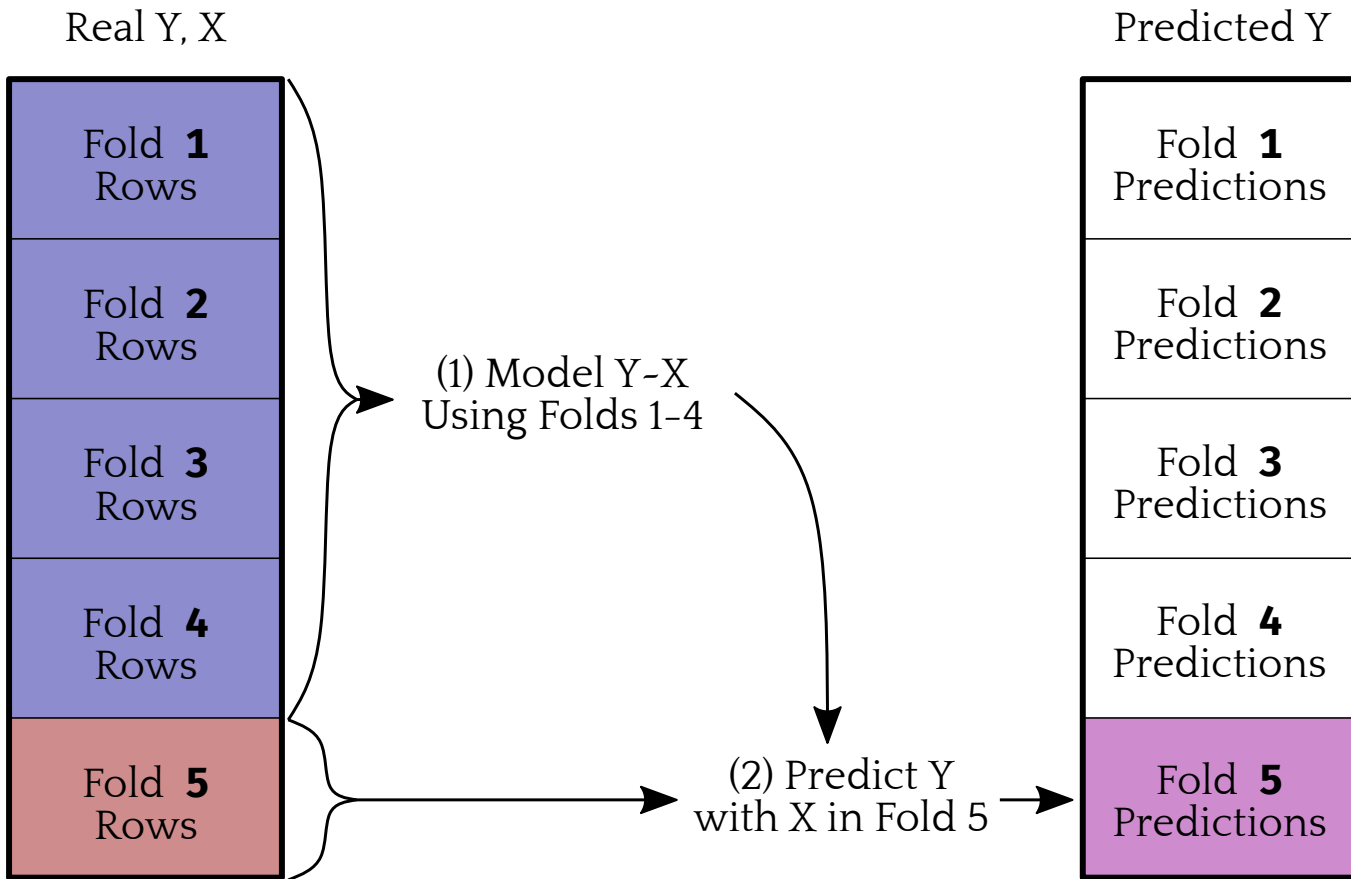 Real Y, X
Fold 1
Rows
Fold 2
Rows
Fold 3
Rows
Fold 4
Rows
Fold 5
Rows
(1) Model Y~X
Using Folds 1-4
(2) Predict Y
with X in Fold 5
Predicted Y
Fold 1
Predictions
Fold 2
Predictions
Fold 3
Predictions
Fold 4
Predictions
Fold 5
Predictions